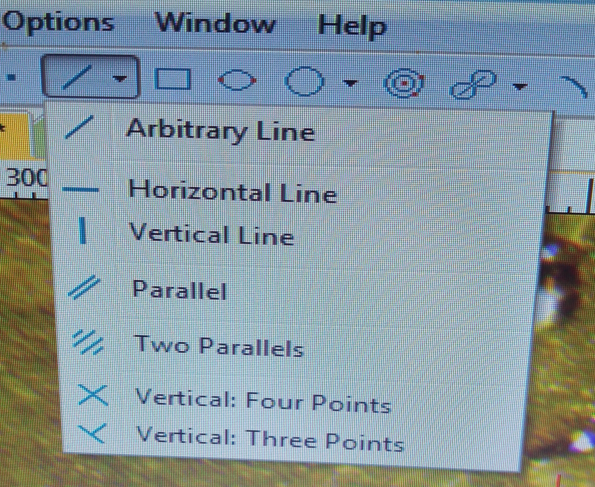 Options Window Help
Arbitrary Line
300
Horizontal Line
Vertical Line
Parallel
Two Parallels
Vertical: Four Points
Vertical: Three Points